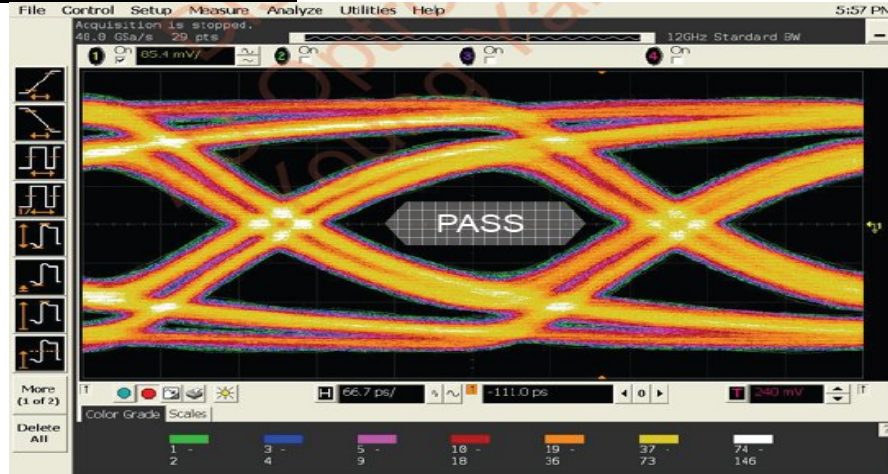 File Control Setup Measure Analyze Utilities Help 5:57 PM
Acquisition is stopped.
40.0 GSa/s 29 pts 12GHz Standard BW
1 On 85.4 mV/ 2 On 3 On 4 On
PASS
More
(1 of 2)
Delete
All
H 66.7 ps/ -111.0 ps 0 T 240 mV
Color Grade Scales
1 - 3 - 5 - 10 - 19 - 37 - 74 -
2 4 9 18 36 73 146